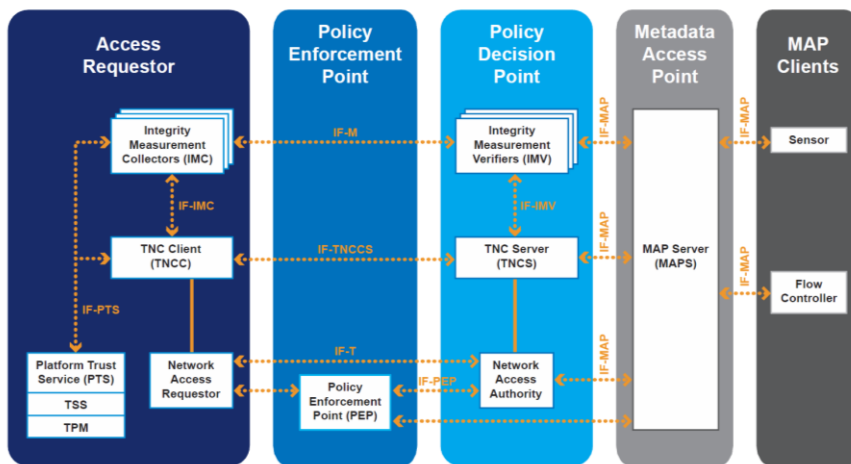 Access
Requestor
Policy
Enforcement
Point
Policy
Decision
Point
Metadata
Access
Point
MAP
Clients
Integrity
Measurement
Collectors (IMC)
IF-M
Integrity
Measurement
Verifiers (IMV)
IF-MAP
IF-MAP
Sensor
IF-IMC
IF-IMV
TNC Client
(TNCC)
IF-TNCCS
TNC Server
(TNCS)
IF-MAP
MAP Server
(MAPS)
IF-MAP
Flow
Controller
IF-PTS
Platform Trust
Service (PTS)
TSS
TPM
Network
Access
Requestor
IF-T
IF-PEP
Policy
Enforcement
Point (PEP)
Network
Access
Authority
IF-MAP